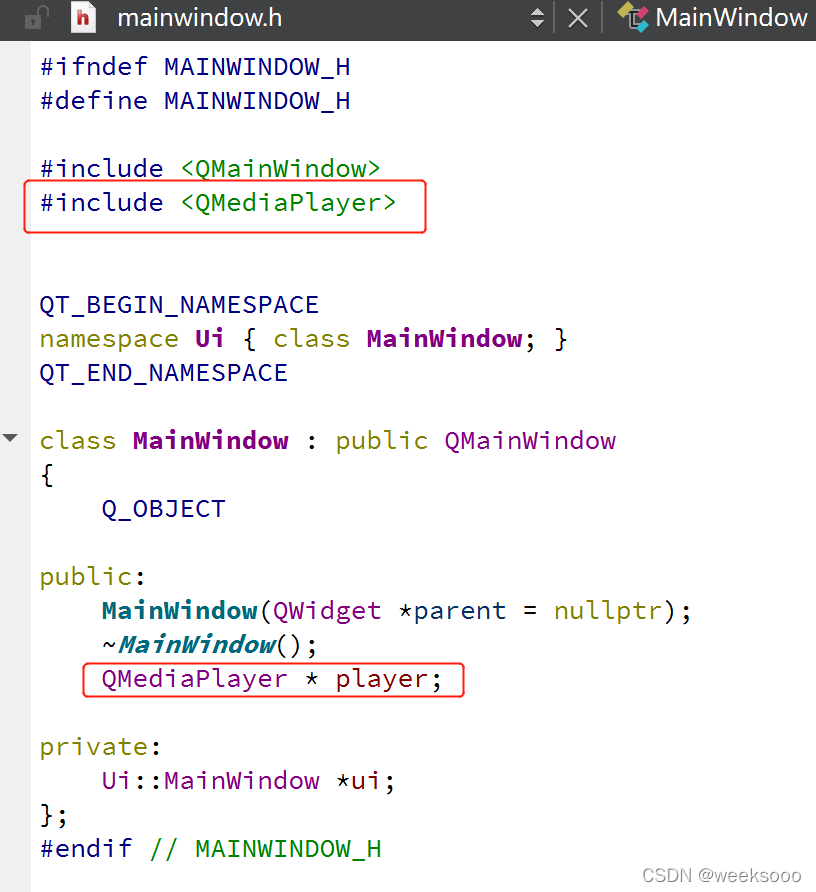 mainwindow.h
MainWindow
#ifndef MAINWINDOW_H
#define MAINWINDOW_H
#include <QMainWindow>
#include <QMediaPlayer>
QT_BEGIN_NAMESPACE
namespace Ui { class MainWindow; }
QT_END_NAMESPACE
class MainWindow : public QMainWindow
{
    Q_OBJECT
public:
    MainWindow(QWidget *parent = nullptr);
    ~MainWindow();
    QMediaPlayer * player;
private:
    Ui::MainWindow *ui;
};
#endif // MAINWINDOW_H
CSDN @weeksooo